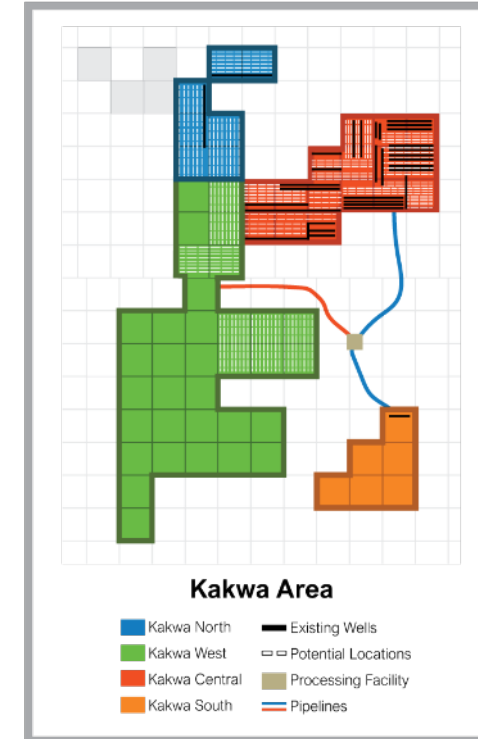 Kakwa Area
Kakwa North
Existing Wells
Kakwa West
Potential Locations
Kakwa Central
Processing Facility
Kakwa South
Pipelines